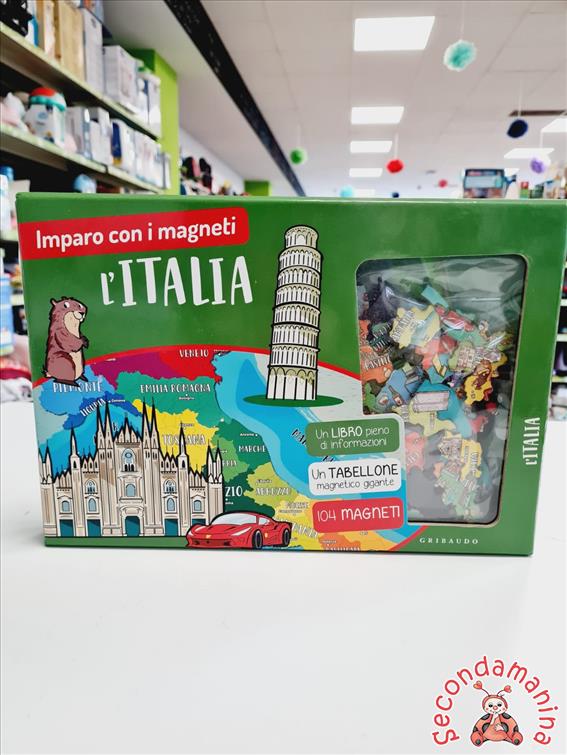 Imparo con i magneti
L'ITALIA
VENETO
PIEMONTE
EMILIA ROMAGNA
LIGURIA
TOSCANA
MARCHE
ABRUZZO
Un LIBRO pieno
di informazioni
Un TABELLONE
magnetico gigante
104 MAGNETI
GRIBAUDO
L'ITALIA
Secondamanina